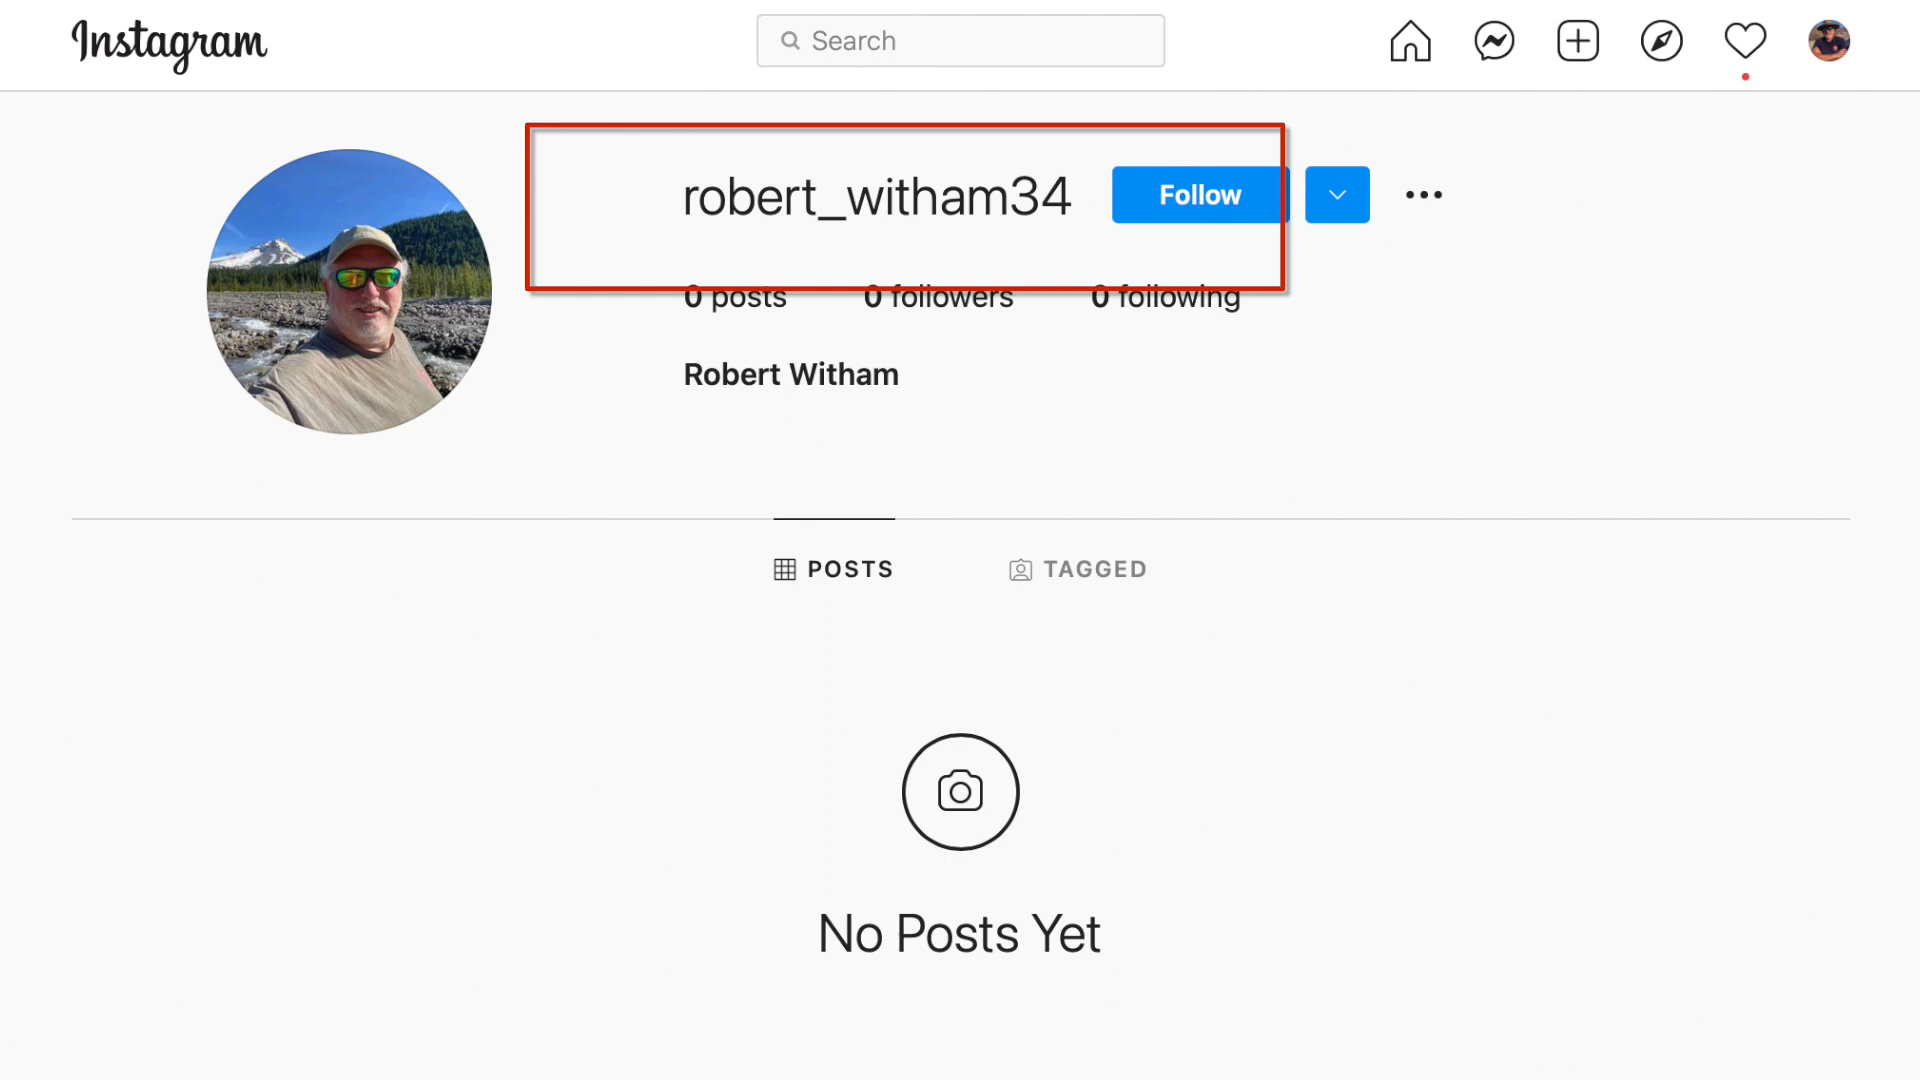 Instagram
Search
robert_witham34
Follow
0 posts 0 followers 0 following
Robert Witham
POSTS
TAGGED
No Posts Yet